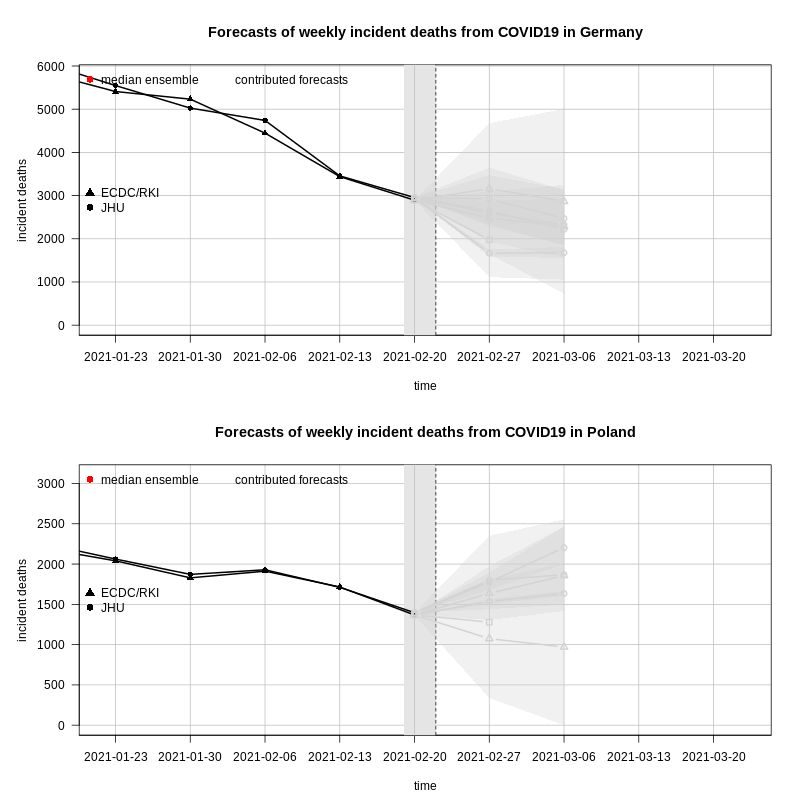 Forecasts of weekly incident deaths from COVID19 in Germany
6000
median ensemble contributed forecasts
5000
4000
ECDC/RKI
3000
JHU
2000
1000
0
incident deaths
2021-01-23 2021-01-30 2021-02-06 2021-02-13 2021-02-20 2021-02-27 2021-03-06 2021-03-13 2021-03-20
time
Forecasts of weekly incident deaths from COVID19 in Poland
median ensemble contributed forecasts
3000
2500
2000
ECDC/RKI
JHU
1500
1000
500
0
incident deaths
2021-01-23 2021-01-30 2021-02-06 2021-02-13 2021-02-20 2021-02-27 2021-03-06 2021-03-13 2021-03-20
time